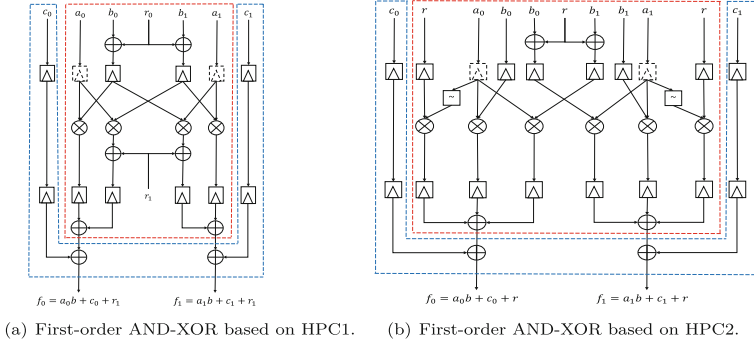 c₀ a₀ b₀ r₀ b₁ a₁ c₁
r₁
f₀ = a₀b + c₀ + r₁ f₁ = a₁b + c₁ + r₁
(a) First-order AND-XOR based on HPC1.
c₀ r a₀ b₀ b₀ r b₁ b₁ a₁ r c₁
~ ~
f₀ = a₀b + c₀ + r f₁ = a₁b + c₁ + r
(b) First-order AND-XOR based on HPC2.